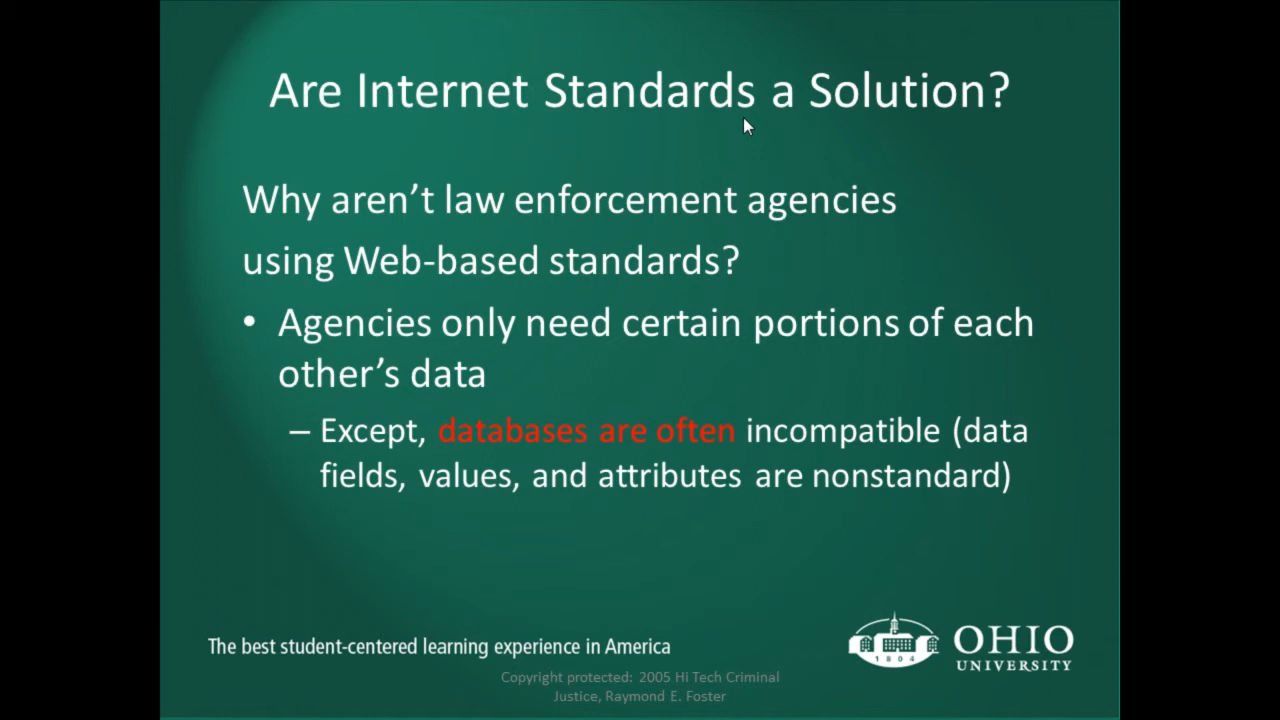 Are Internet Standards a Solution?
Why aren’t law enforcement agencies
using Web-based standards?
• Agencies only need certain portions of each
other’s data
– Except, databases are often incompatible (data
fields, values, and attributes are nonstandard)
The best student-centered learning experience in America
1804
OHIO
UNIVERSITY
Copyright protected: 2005 Hi Tech Criminal
Justice, Raymond E. Foster